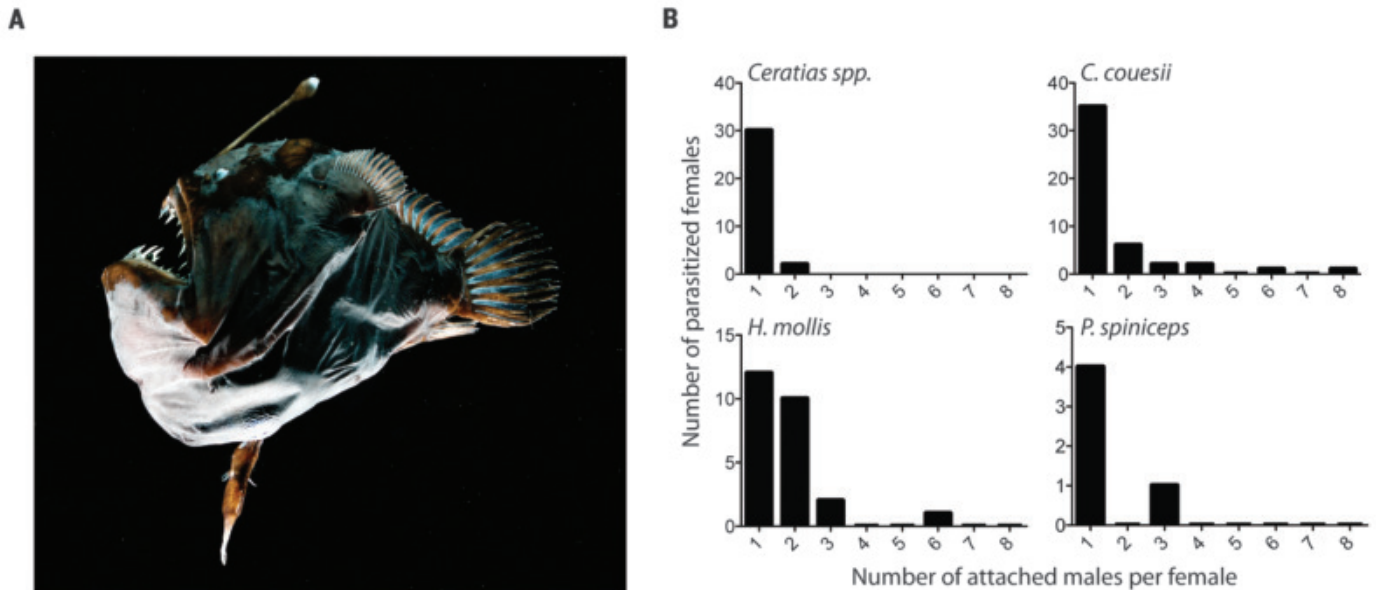 A
B
Ceratias spp.
40
30
20
10
0
1 2 3 4 5 6 7 8
C. couesii
40
30
20
10
0
1 2 3 4 5 6 7 8
Number of parasitized females
H. mollis
15
10
5
0
1 2 3 4 5 6 7 8
P. spiniceps
5
4
3
2
1
0
1 2 3 4 5 6 7 8
Number of attached males per female